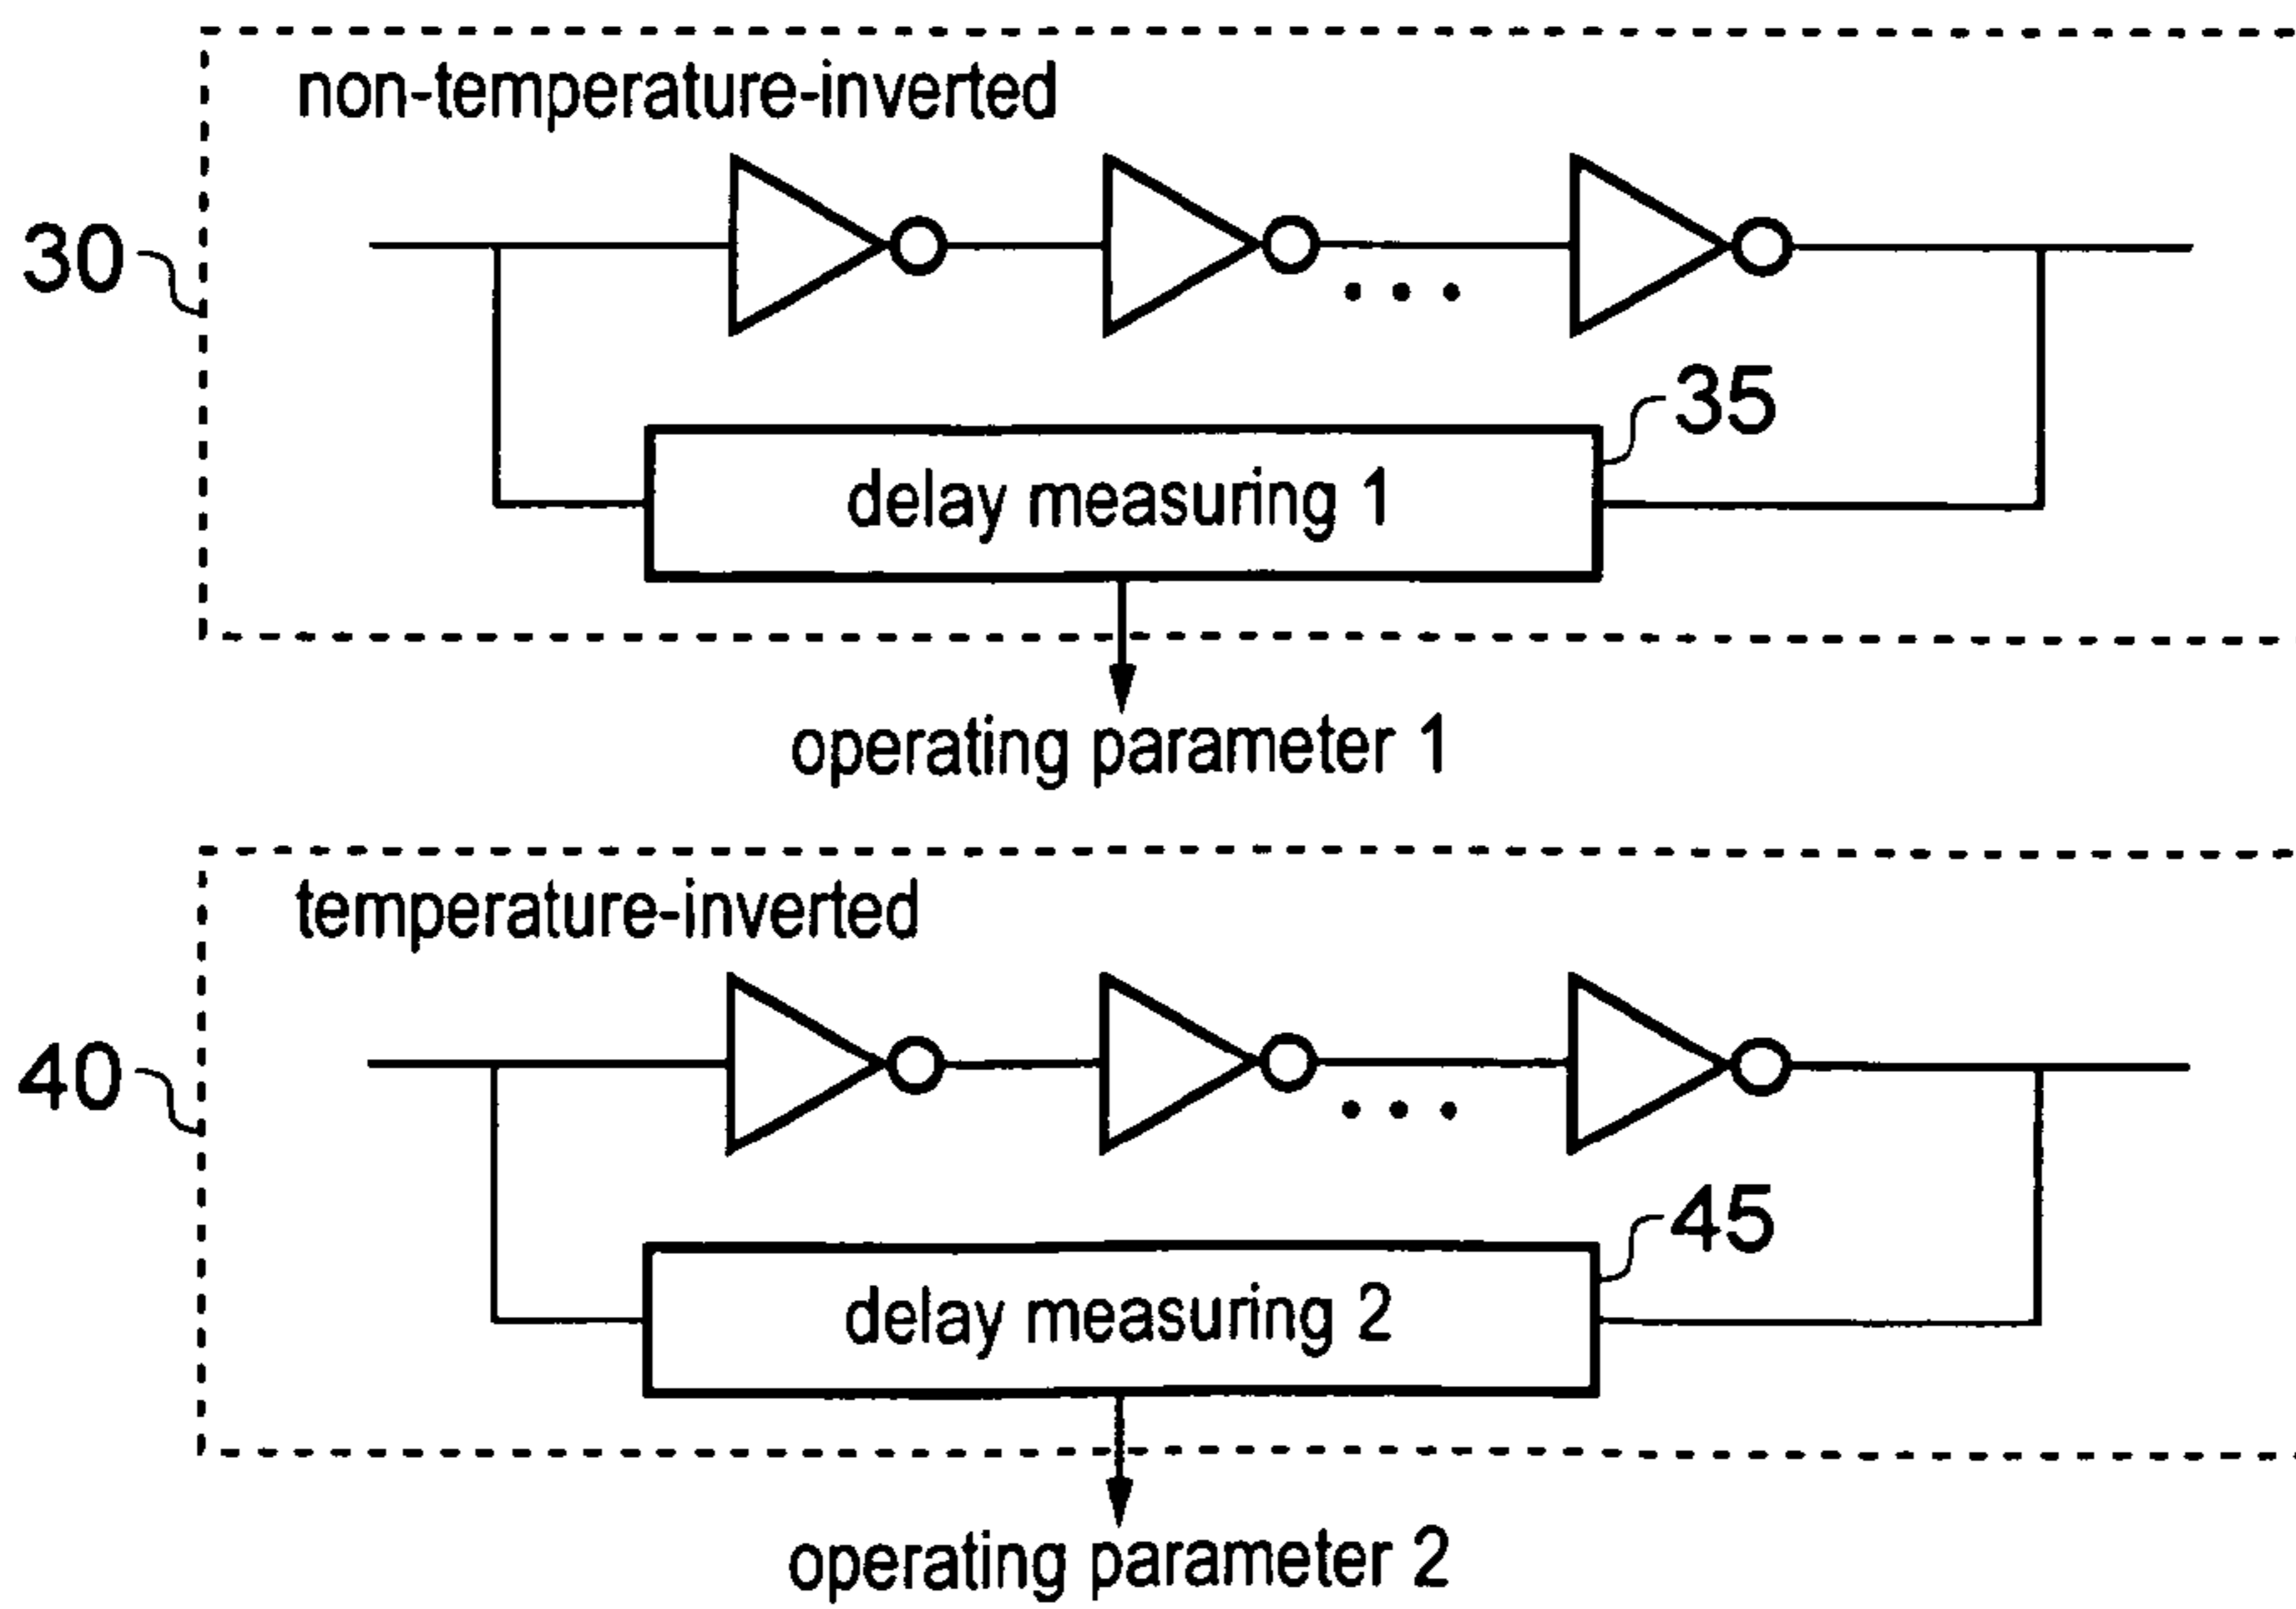 non-temperature-inverted
30
35
delay measuring 1
operating parameter 1
temperature-inverted
40
45
delay measuring 2
operating parameter 2